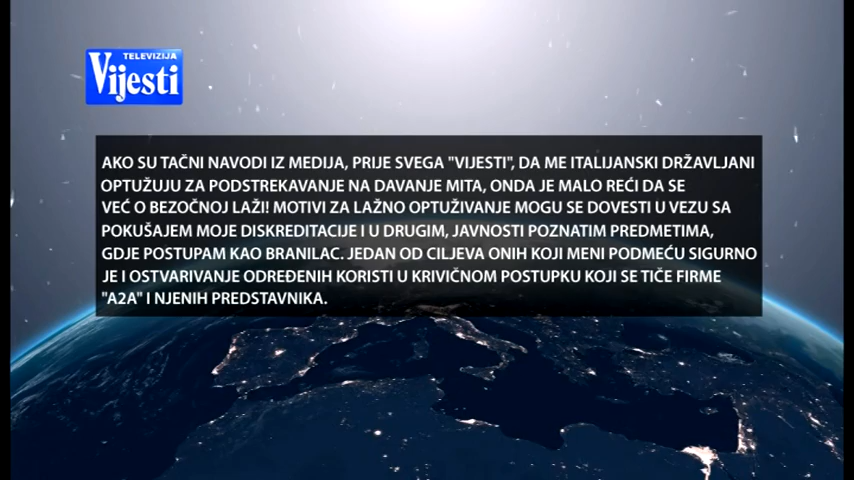 TELEVIZIJA
Vijesti
AKO SU TAČNI NAVODI IZ MEDIJA, PRIJE SVEGA "VIJESTI", DA ME ITALIJANSKI DRŽAVLJANI
OPTUŽUJU ZA PODSTREKAVANJE NA DAVANJE MITA, ONDA JE MALO REĆI DA SE
VEĆ O BEZOČNOJ LAŽI! MOTIVI ZA LAŽNO OPTUŽIVANJE MOGU SE DOVESTI U VEZU SA
POKUŠAJEM MOJE DISKREDITACIJE I U DRUGIM, JAVNOSTI POZNATIM PREDMETIMA,
GDJE POSTUPAM KAO BRANILAC. JEDAN OD CILJEVA ONIH KOJI MENI PODMEĆU SIGURNO
JE I OSTVARIVANJE ODREĐENIH KORISTI U KRIVIČNOM POSTUPKU KOJI SE TIČE FIRME
"A2A" I NJENIH PREDSTAVNIKA.